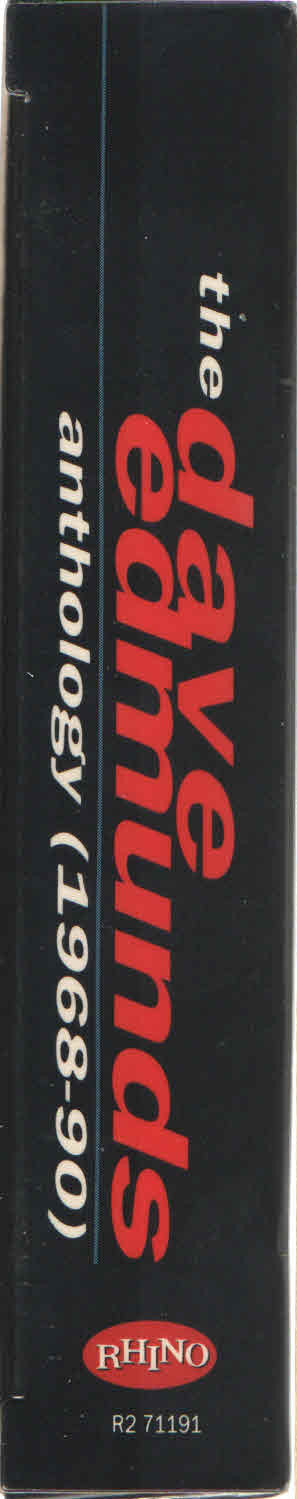 the dave
edmunds
anthology (1968-90)
RHINO
R2 71191